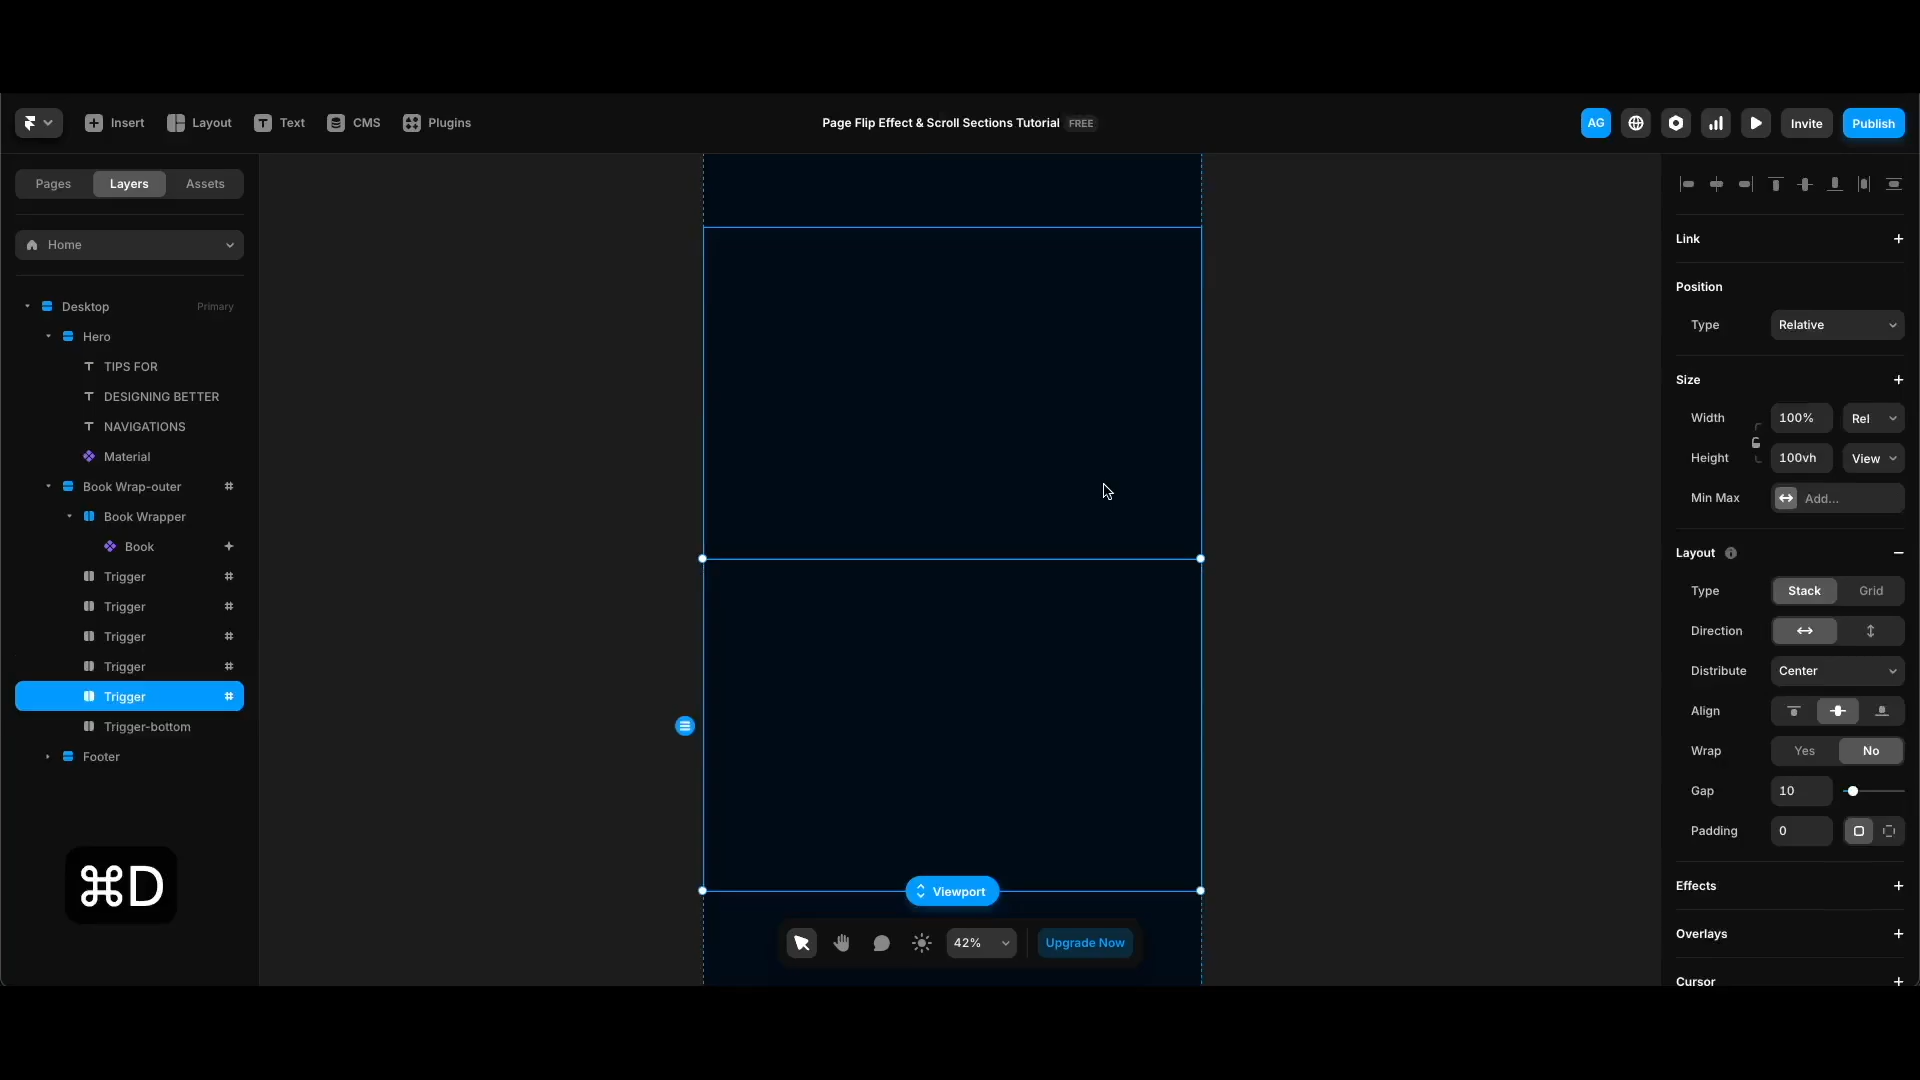 Insert
Layout
Text
CMS
Plugins
Page Flip Effect & Scroll Sections Tutorial FREE
AG
Invite
Publish
Pages
Layers
Assets
Home
Desktop Primary
Hero
TIPS FOR
DESIGNING BETTER
NAVIGATIONS
Material
Book Wrap-outer
Book Wrapper
Book
Trigger
Trigger
Trigger
Trigger
Trigger
Trigger-bottom
Footer
⌘D
Viewport
42%
Upgrade Now
Link
Position
Type Relative
Size
Width 100% Rel
Height 100vh View
Min Max Add...
Layout
Type Stack Grid
Direction
Distribute Center
Align
Wrap Yes No
Gap 10
Padding 0
Effects
Overlays
Cursor